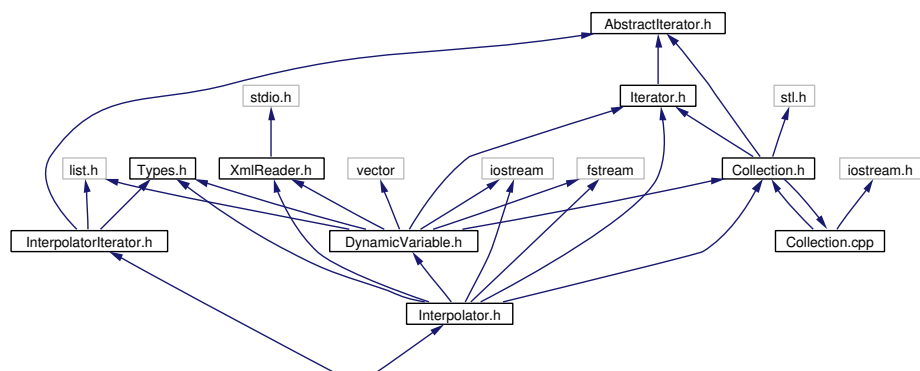 AbstractIterator.h
stdio.h
Iterator.h
stl.h
list.h
Types.h
XmlReader.h
vector
iostream
fstream
Collection.h
iostream.h
InterpolatorIterator.h
DynamicVariable.h
Collection.cpp
Interpolator.h